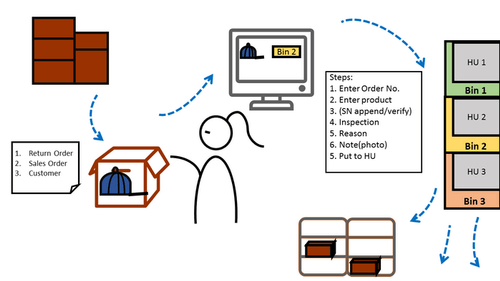 Bin 2
Steps:
1. Enter Order No.
2. Enter product
3. (SN append/verify)
4. Inspection
5. Reason
6. Note(photo)
5. Put to HU
HU 1
Bin 1
HU 2
Bin 2
HU 3
Bin 3
1. Return Order
2. Sales Order
3. Customer